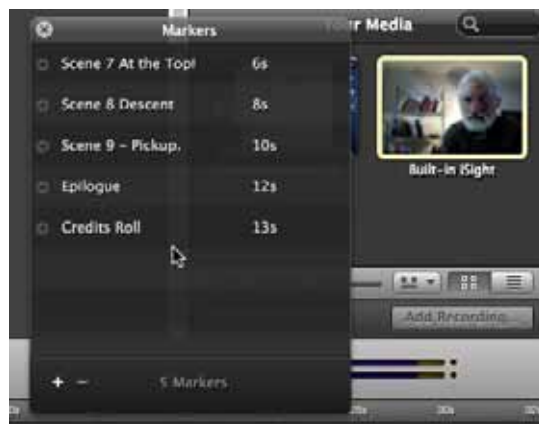 Markers
r Media
Scene 7 At the Top! 6s
Scene 8 Descent 8s
Scene 9 – Pickup. 10s
Epilogue 12s
Credits Roll 13s
Built-in iSight
Add Recording...
5 Markers
30s